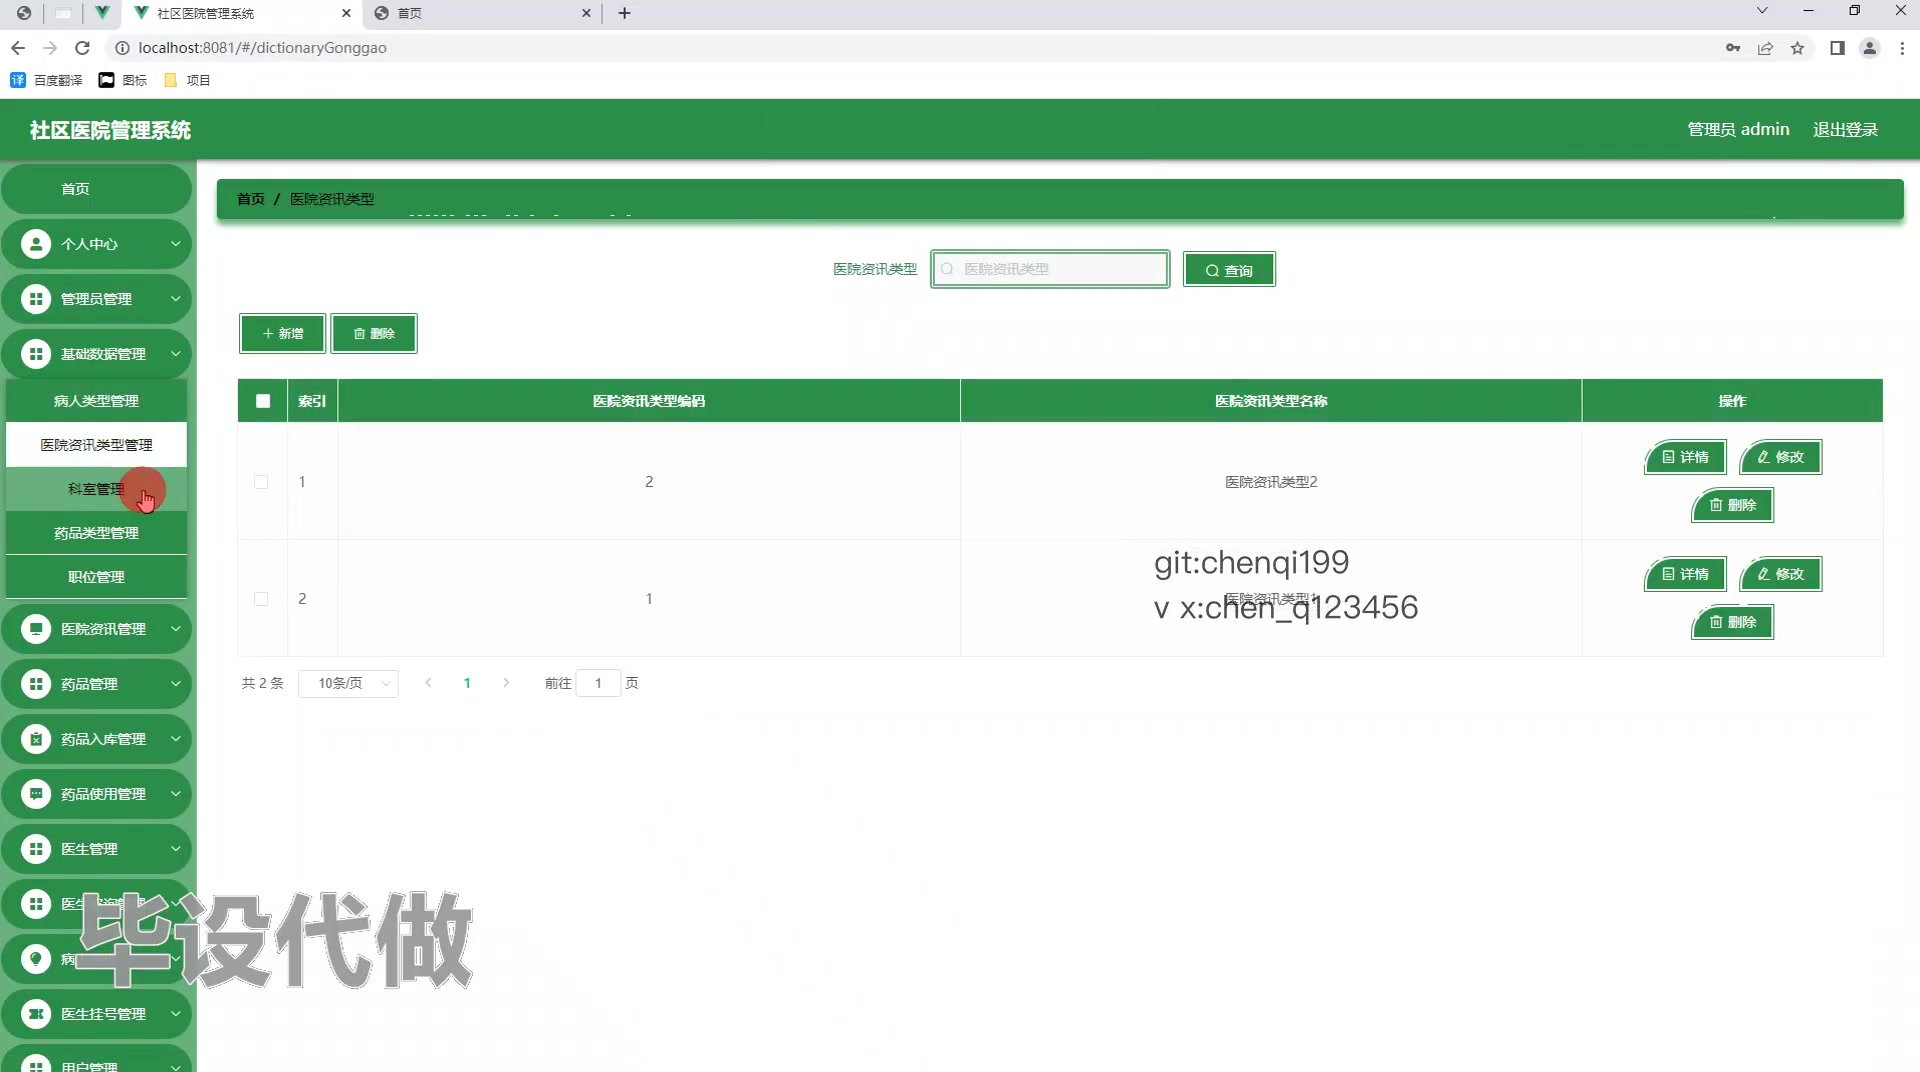 社区医院管理系统
首页
localhost:8081/#/dictionaryGonggao
百度翻译
图标
项目
社区医院管理系统
管理员 admin
退出登录
首页
个人中心
管理员管理
基础数据管理
病人类型管理
医院资讯类型管理
科室管理
药品类型管理
职位管理
医院资讯管理
药品管理
药品入库管理
药品使用管理
医生管理
医生挂号管理
用户管理
首页 / 医院资讯类型
医院资讯类型
医院资讯类型
查询
新增
删除
索引 医院资讯类型编码 医院资讯类型名称 操作
1 2 医院资讯类型2 详情 修改
删除
2 1 医院资讯类型1 详情 修改
删除
git:chenqi199
v x:chen_q123456
共 2 条 10条/页 1 前往 1 页
毕设代做